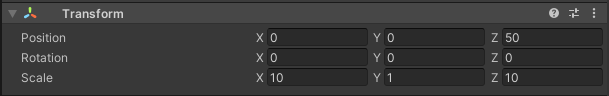 Transform
Position X 0 Y 0 Z 50
Rotation X 0 Y 0 Z 0
Scale X 10 Y 1 Z 10